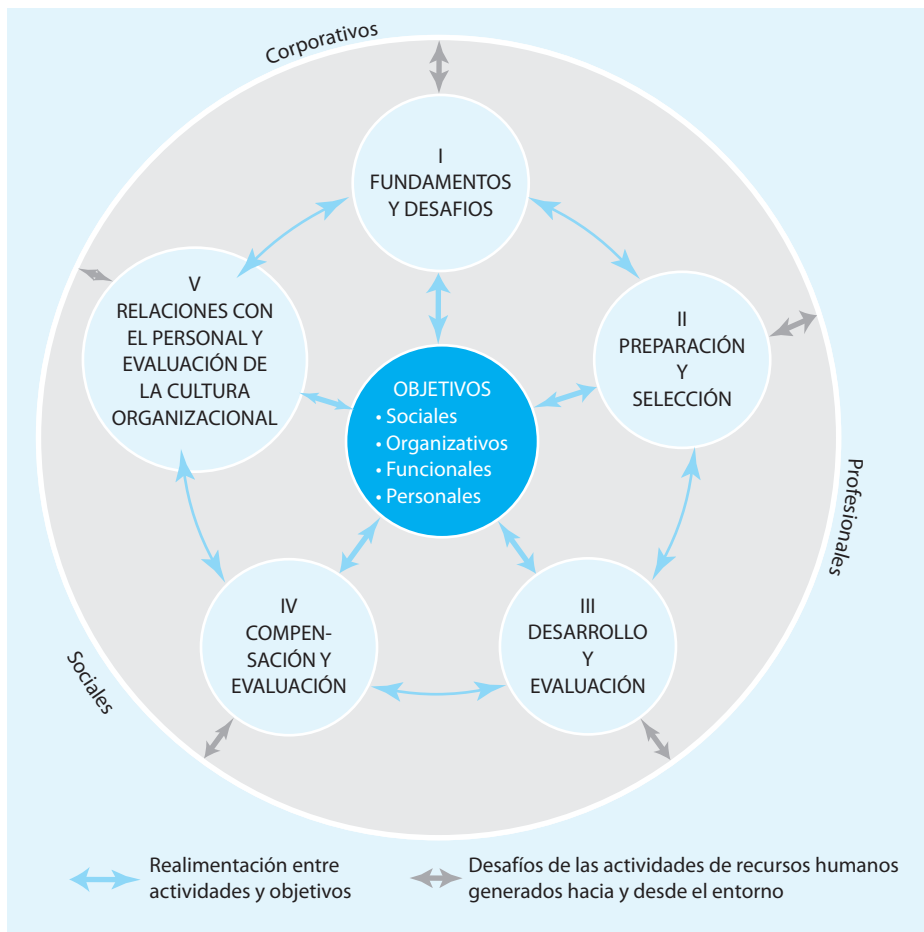 Corporativos
I
FUNDAMENTOS
Y DESAFIOS
V
RELACIONES CON
EL PERSONAL Y
EVALUACIÓN DE
LA CULTURA
ORGANIZACIONAL
II
PREPARACIÓN
Y
SELECCIÓN
OBJETIVOS
• Sociales
• Organizativos
• Funcionales
• Personales
Profesionales
IV
COMPEN-
SACIÓN Y
EVALUACIÓN
III
DESARROLLO
Y
EVALUACIÓN
Sociales
Realimentación entre
actividades y objetivos
Desafíos de las actividades de recursos humanos
generados hacia y desde el entorno